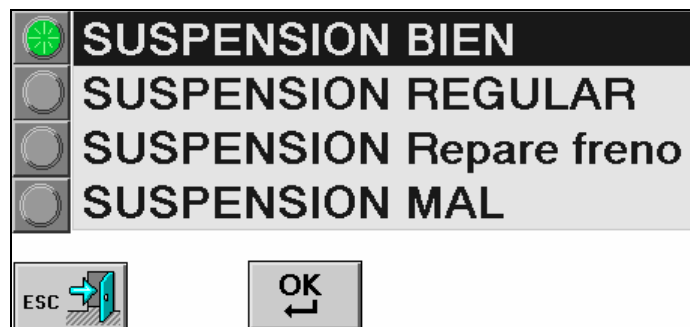 SUSPENSION BIEN
SUSPENSION REGULAR
SUSPENSION Repare freno
SUSPENSION MAL
ESC OK